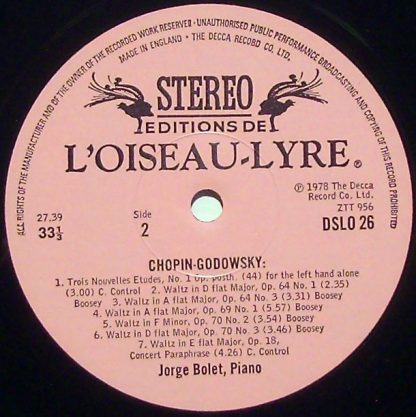 ALL RIGHTS OF THE MANUFACTURER AND OF THE OWNER OF THE RECORDED WORK RESERVED · UNAUTHORISED PUBLIC PERFORMANCE BROADCASTING AND COPYING OF THIS RECORD PROHIBITED
MADE IN ENGLAND • THE DECCA RECORD CO. LTD.
STEREO
EDITIONS DE
L'OISEAU-LYRE®
27.39
33⅓
Side
2
℗ 1978 The Decca
Record Co. Ltd.
ZTT 956
DSLO 26
CHOPIN-GODOWSKY:
1. Trois Nouvelles Etudes, No. 1 Op. posth. (44) for the left hand alone
(3.00) C. Control 2. Waltz in D flat Major, Op. 64 No. 1 (2.35)
Boosey 3. Waltz in A flat Major, Op. 64 No. 3 (3.31) Boosey
4. Waltz in A flat Major, Op. 69 No. 1 (5.57) Boosey
5. Waltz in F Minor, Op. 70 No. 2 (3.54) Boosey
6. Waltz in D flat Major, Op. 70 No. 3 (3.46) Boosey
7. Waltz in E flat Major, Op. 18,
Concert Paraphrase (4.26) C. Control
Jorge Bolet, Piano